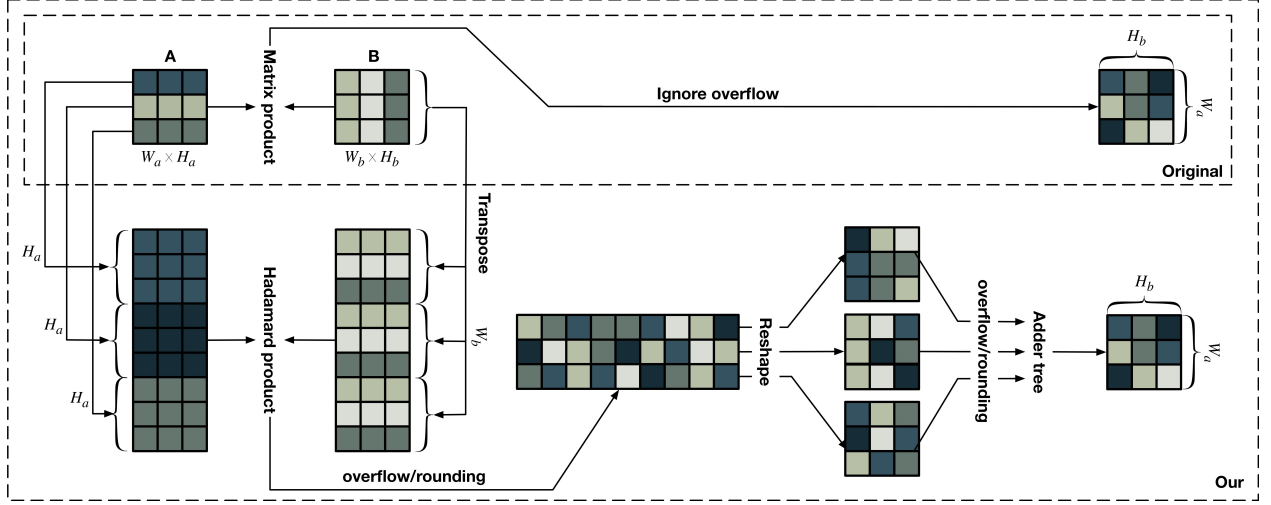 A
B
Matrix product
W_a × H_a
W_b × H_b
Ignore overflow
H_b
W_a
Original
Transpose
H_a
H_a
H_a
Hadamard product
W_b
overflow/rounding
Reshape
overflow/rounding
Adder tree
H_b
W_a
Our